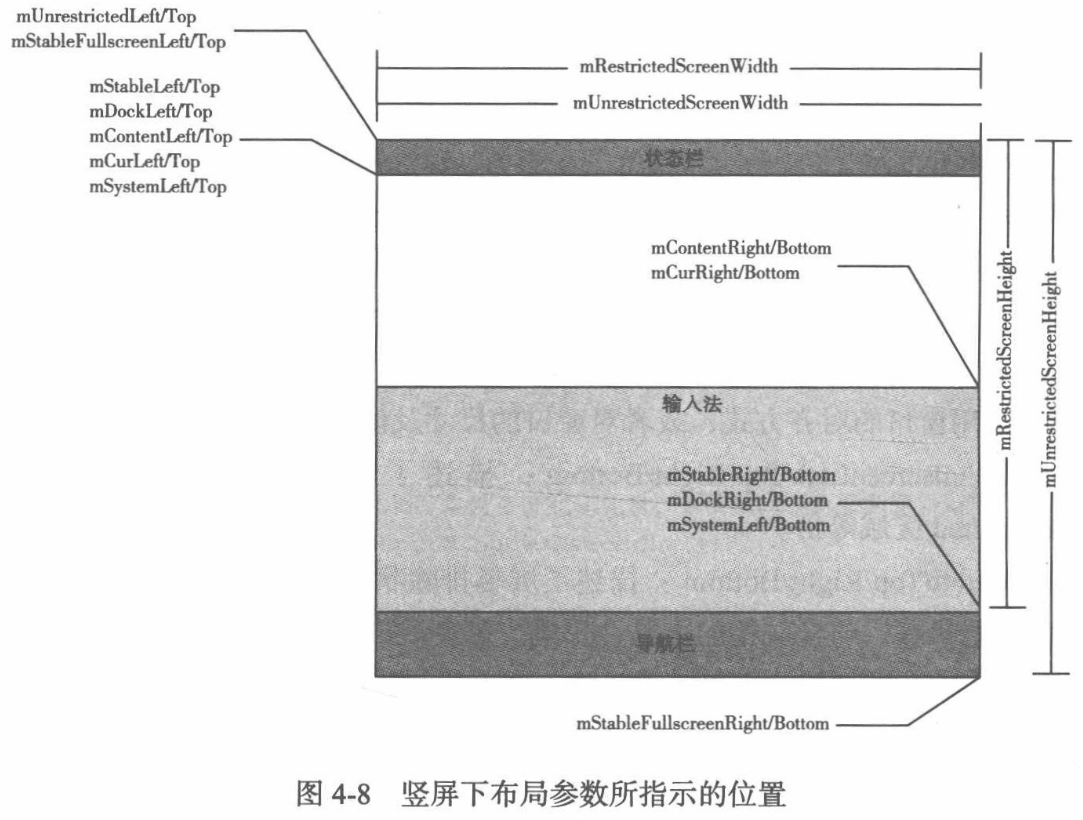 mUnrestrictedLeft/Top
mStableFullscreenLeft/Top
mStableLeft/Top
mDockLeft/Top
mContentLeft/Top
mCurLeft/Top
mSystemLeft/Top
mRestrictedScreenWidth
mUnrestrictedScreenWidth
状态栏
mContentRight/Bottom
mCurRight/Bottom
mRestrictedScreenHeight
mUnrestrictedScreenHeight
输入法
mStableRight/Bottom
mDockRight/Bottom
mSystemLeft/Bottom
导航栏
mStableFullscreenRight/Bottom
图 4-8 竖屏下布局参数所指示的位置